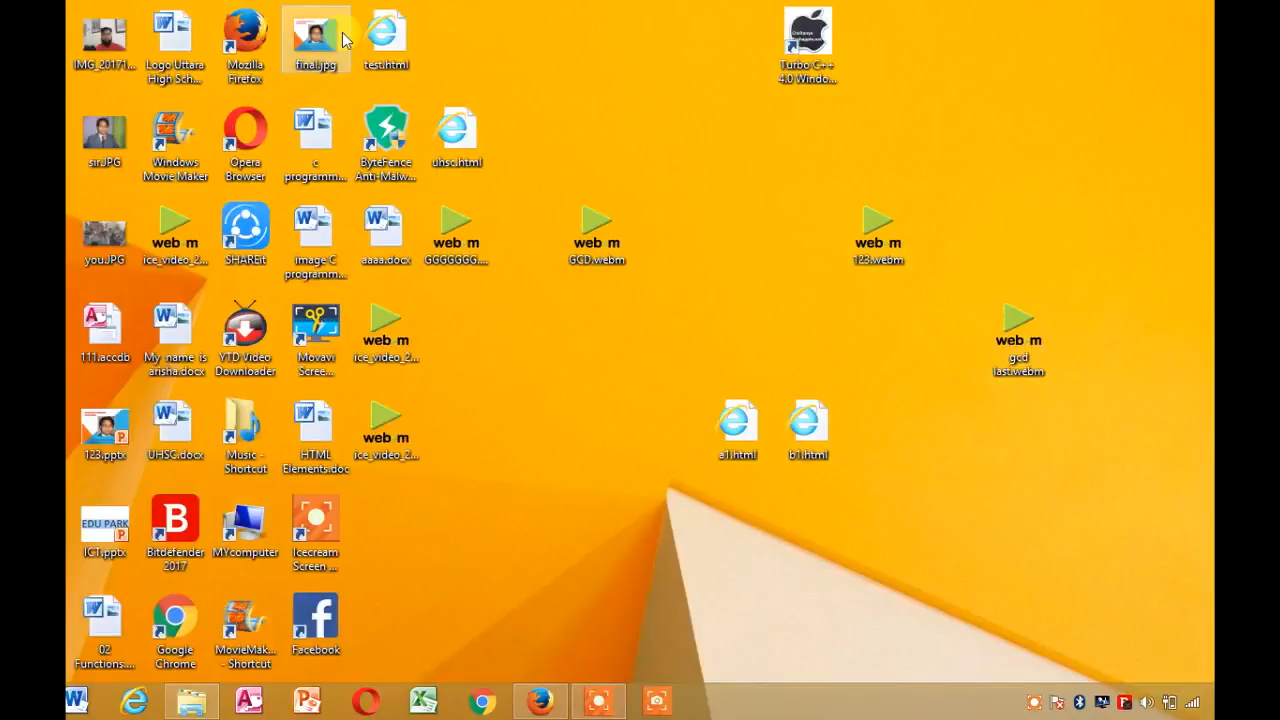 IMG_20171...
Logo Uttara
High Sch...
Mozilla
Firefox
final.jpg
test.html
Turbo C++
4.0 Windo...
sir.JPG
Windows
Movie Maker
Opera
Browser
c
programm...
ByteFence
Anti-Malw...
uhsc.html
you.JPG
web m
ice_video_2...
SHAREit
image C
programm...
aaaa.docx
web m
GGGGGGG....
web m
GCD.webm
web m
123.webm
111.accdb
My name is
arisha.docx
YTD Video
Downloader
Movavi
Scree...
web m
ice_video_2...
web m
gcd
last.webm
123.pptx
UHSC.docx
Music -
Shortcut
HTML
Elements.doc
web m
ice_video_2...
a1.html
b1.html
EDU PARK
ICT.pptx
B
Bitdefender
2017
MYcomputer
Icecream
Screen ...
02
Functions....
Google
Chrome
MovieMak...
- Shortcut
Facebook